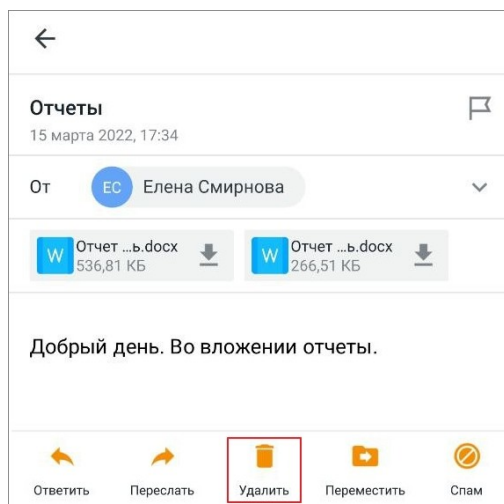 Отчеты
15 марта 2022, 17:34
От ЕС Елена Смирнова
W Отчет ...ь.docx W Отчет ...ь.docx
536,81 КБ 266,51 КБ
Добрый день. Во вложении отчеты.
Ответить Переслать Удалить Переместить Спам